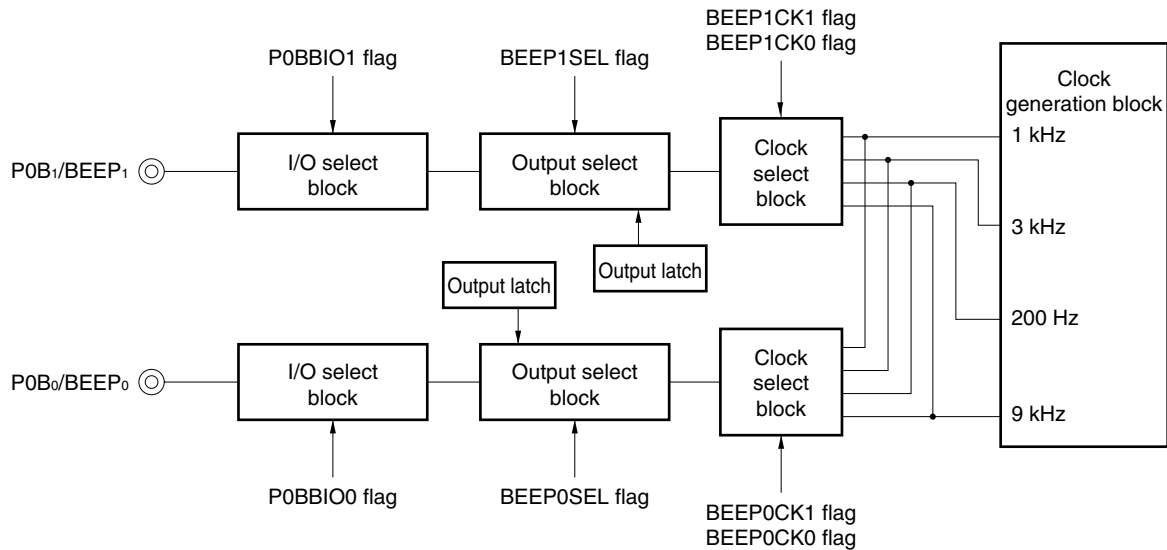 BEEP1CK1 flag
BEEP1CK0 flag
P0BBIO1 flag
BEEP1SEL flag
Clock
generation block
1 kHz
3 kHz
200 Hz
9 kHz
P0B₁/BEEP₁
I/O select
block
Output select
block
Clock
select
block
Output latch
Output latch
P0B₀/BEEP₀
I/O select
block
Output select
block
Clock
select
block
P0BBIO0 flag
BEEP0SEL flag
BEEP0CK1 flag
BEEP0CK0 flag